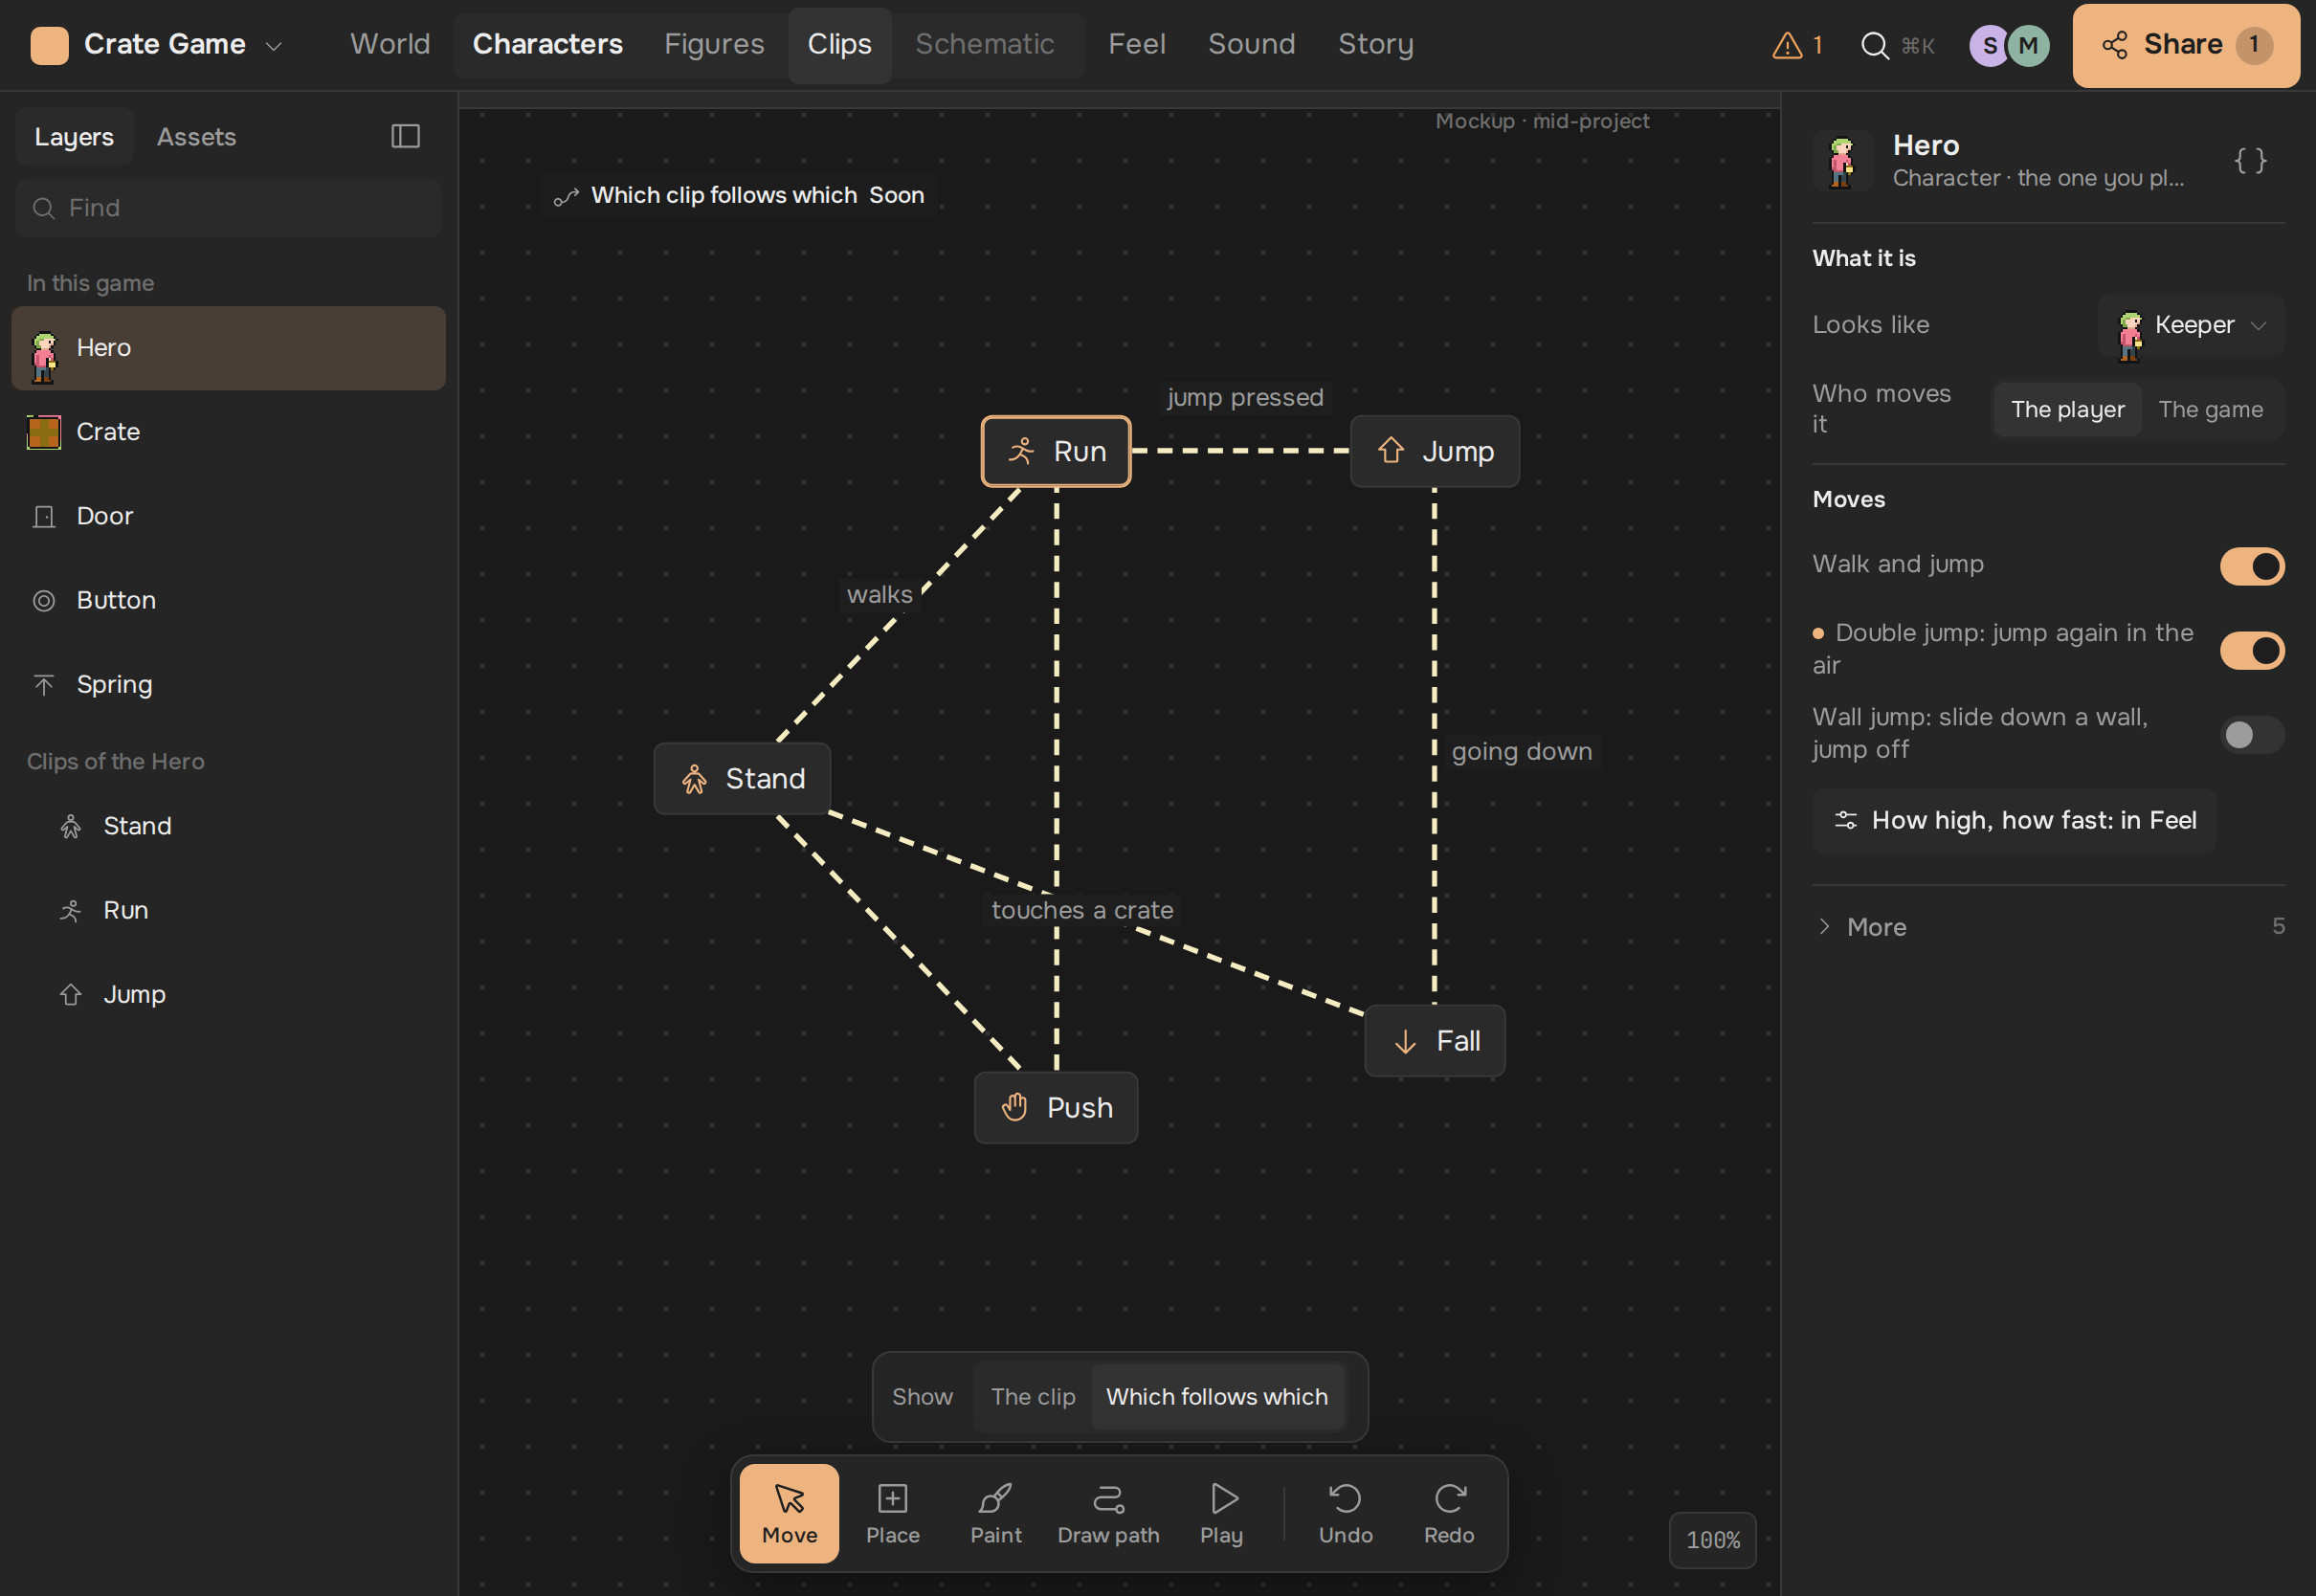 Crate Game
World
Characters
Figures
Clips
Schematic
Feel
Sound
Story
1
⌘K
S
M
Share 1
Layers
Assets
Find
In this game
Hero
Crate
Door
Button
Spring
Clips of the Hero
Stand
Run
Jump
Mockup · mid-project
Which clip follows which Soon
jump pressed
Run
Jump
walks
Stand
going down
touches a crate
Fall
Push
Show
The clip
Which follows which
Move
Place
Paint
Draw path
Play
Undo
Redo
100%
Hero
Character · the one you pl...
What it is
Looks like
Keeper
Who moves
it
The player
The game
Moves
Walk and jump
Double jump: jump again in the
air
Wall jump: slide down a wall,
jump off
How high, how fast: in Feel
More
5